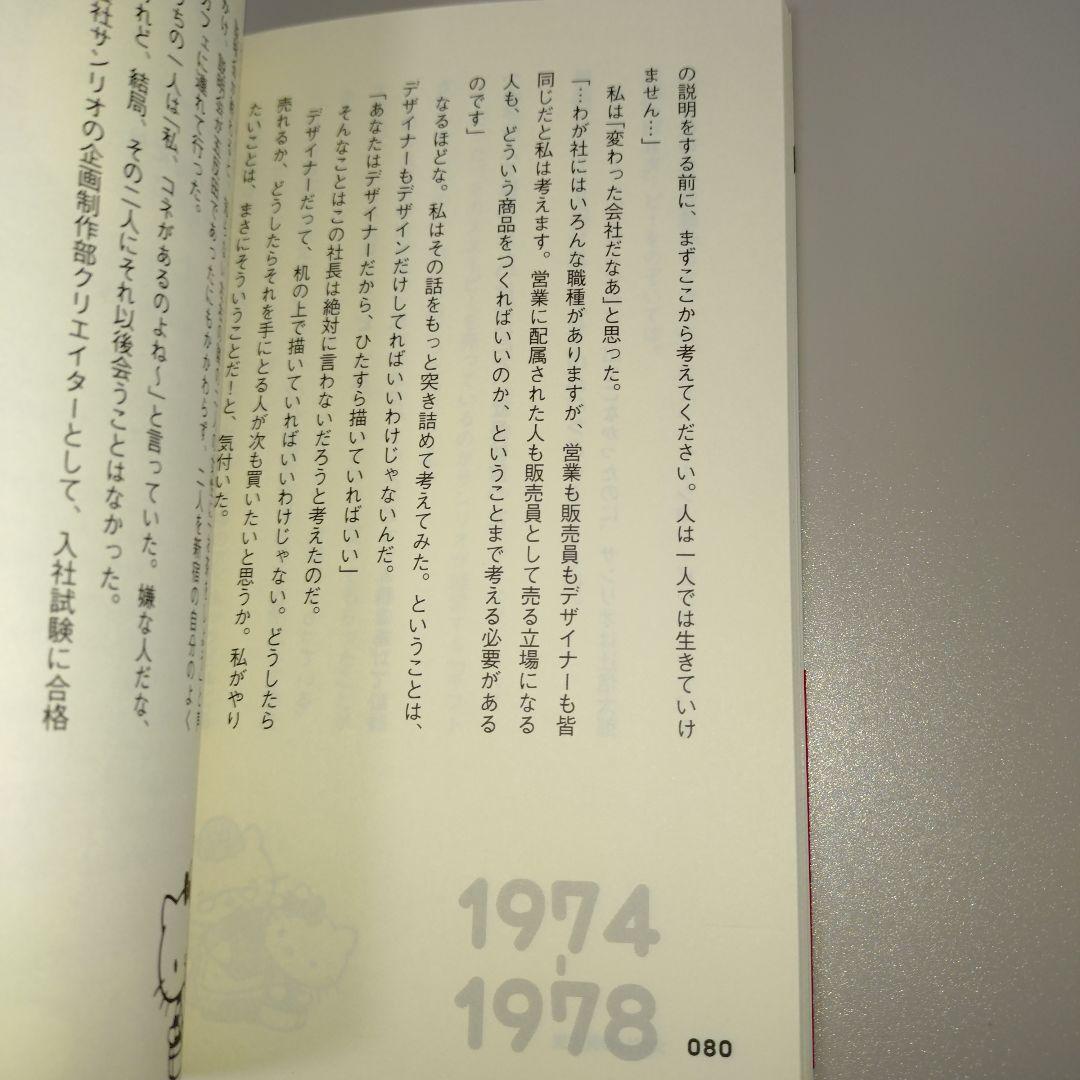 の説明をする前に、まずここから考えてください。人は一人では生きていけ
ません…」
私は「変わった会社だなあ」と思った。
「…わが社にはいろんな職種がありますが、営業も販売員もデザイナーも皆
同じだと私は考えます。営業に配属された人も販売員として売る立場になる
人も、どういう商品をつくればいいのか、ということまで考える必要がある
のです」
なるほどな。私はその話をもっと突き詰めて考えてみた。ということは、
デザイナーもデザインだけしてればいいわけじゃないんだ。
「あなたはデザイナーだから、ひたすら描いていればいい」
そんなことはこの社長は絶対に言わないだろうと考えたのだ。
デザイナーだって、机の上で描いていればいいわけじゃない。どうしたら
売れるか、どうしたらそれを手にとる人が次も買いたいと思うか。私がやり
たいことは、まさにそういうことだ!と、気付いた。
1974
-
1978
080
に連れて行った。
ちの一人は「私、コネがあるのよね〜」と言っていた。嫌な人だな、
れど、結局、その二人にそれ以後会うことはなかった。
社サンリオの企画制作部クリエイターとして、入社試験に合格